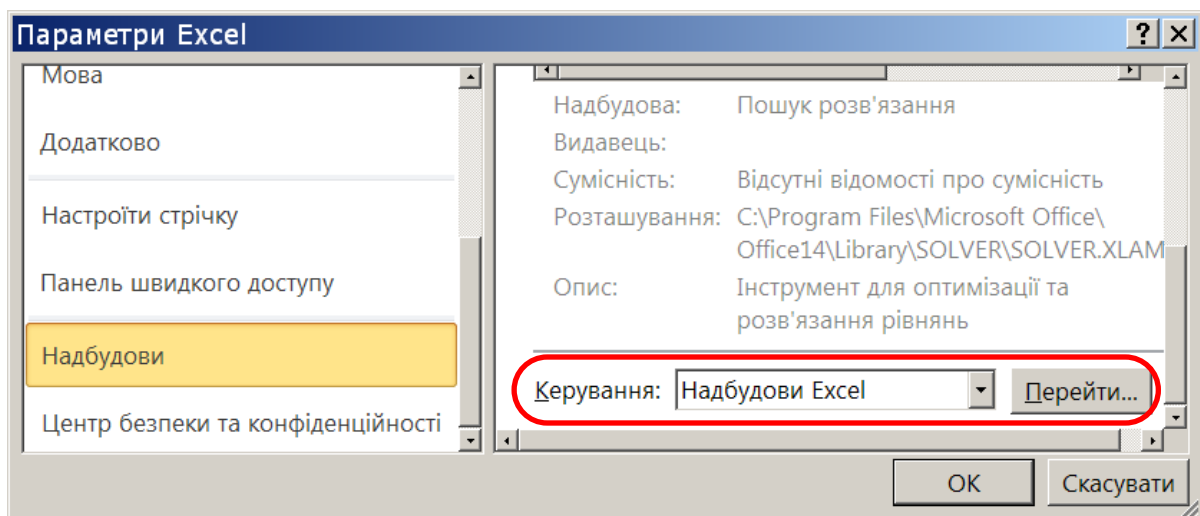 Параметри Excel
Мова
Додатково
Настроїти стрічку
Панель швидкого доступу
Надбудови
Центр безпеки та конфіденційності
Надбудова: Пошук розв'язання
Видавець:
Сумісність: Відсутні відомості про сумісність
Розташування: C:\Program Files\Microsoft Office\
Office14\Library\SOLVER\SOLVER.XLAM
Опис: Інструмент для оптимізації та
розв'язання рівнянь
Керування: Надбудови Excel Перейти...
ОК Скасувати